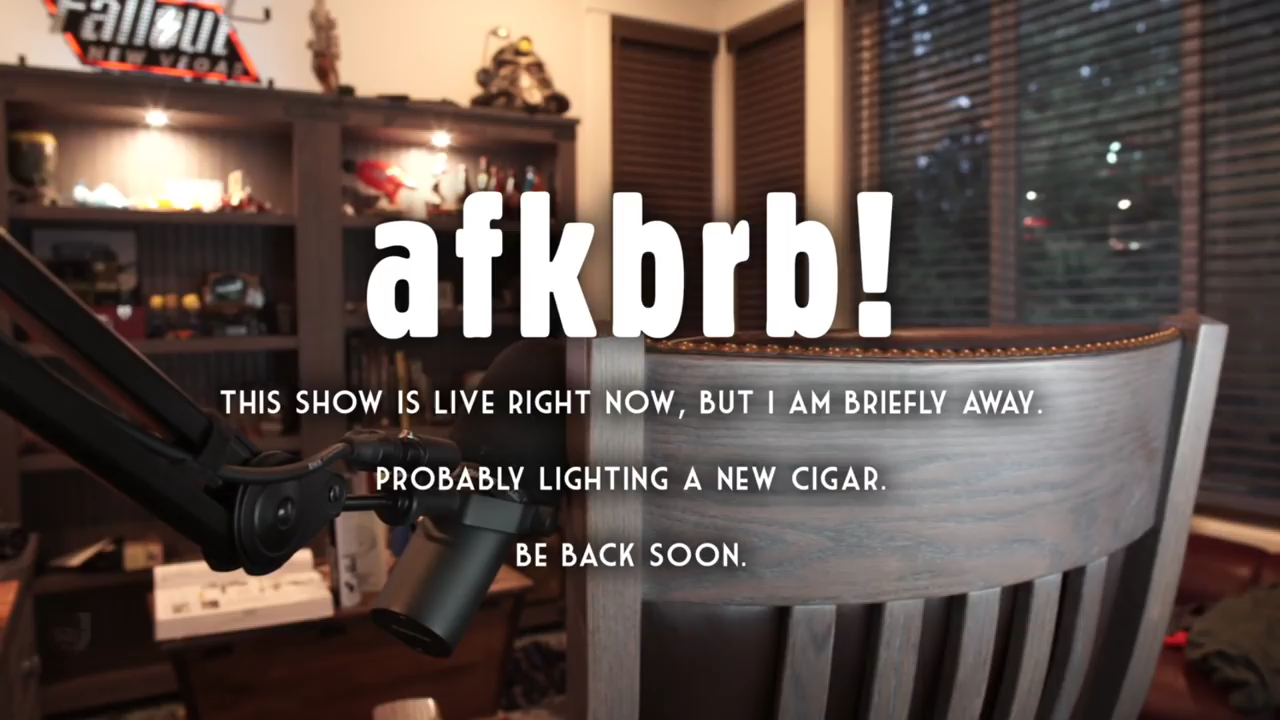 Fallout
NEW VEGAS
afkbrb!
THIS SHOW IS LIVE RIGHT NOW, BUT I AM BRIEFLY AWAY.
PROBABLY LIGHTING A NEW CIGAR.
BE BACK SOON.